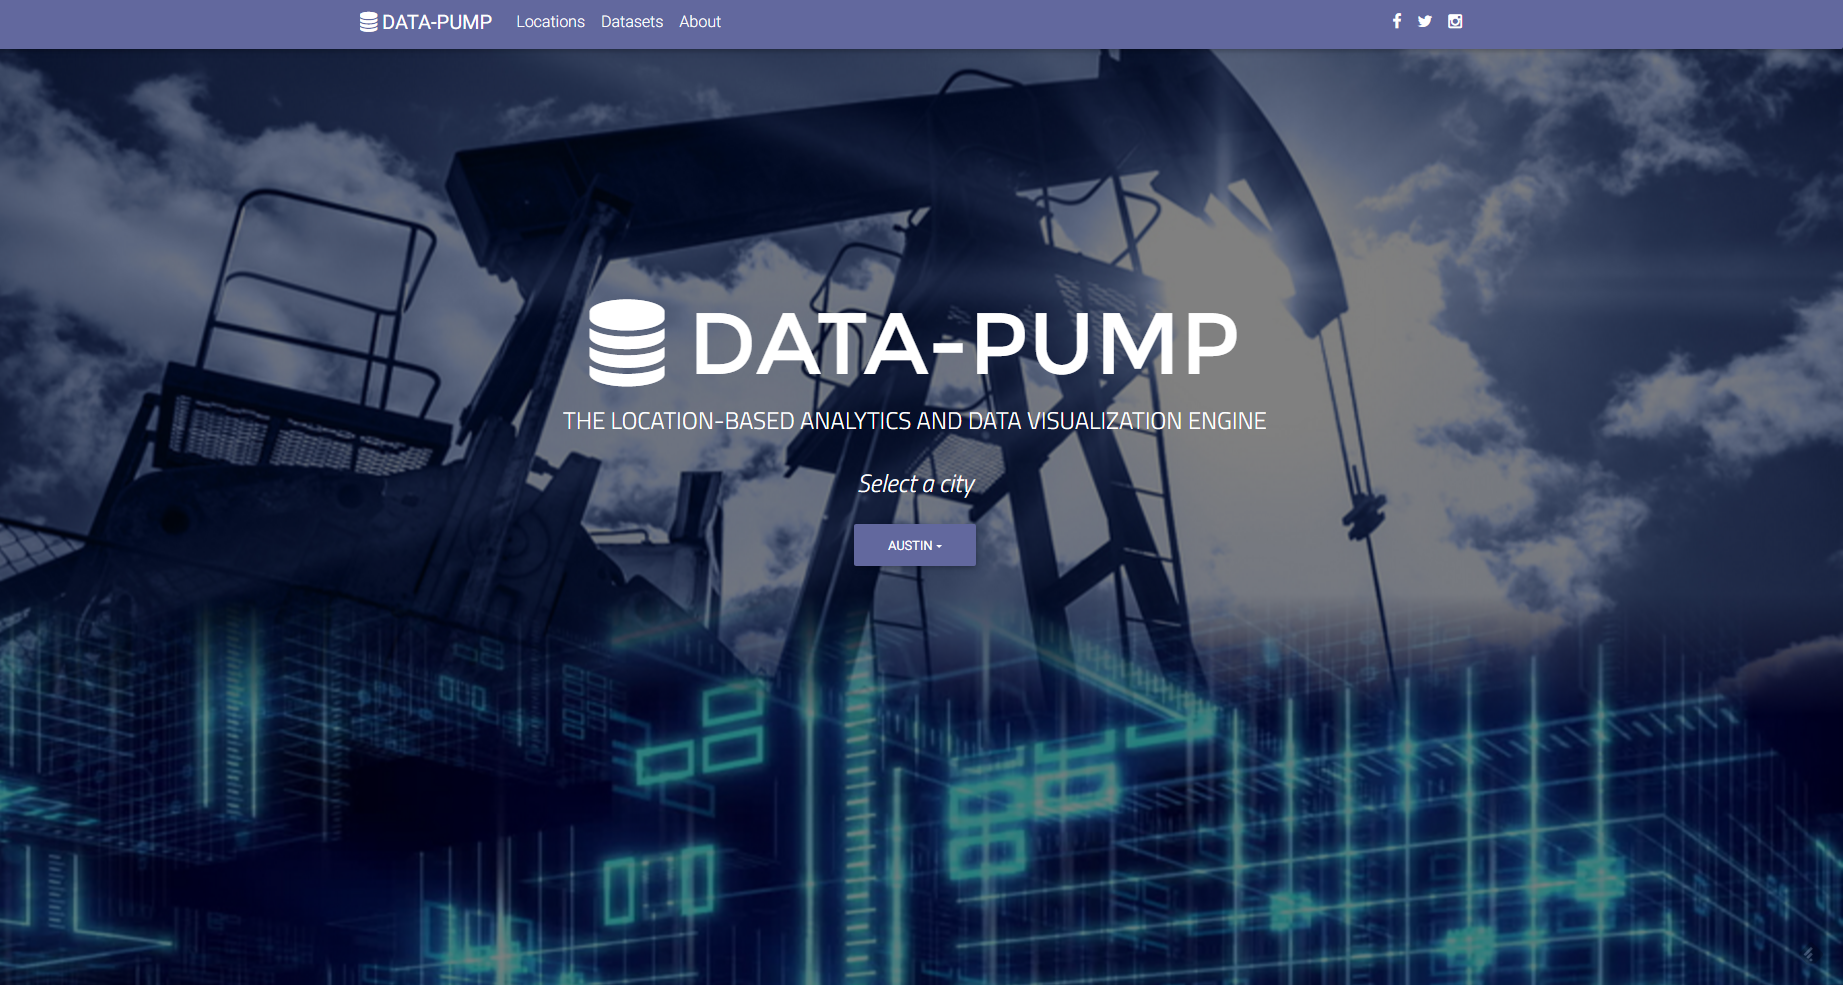 DATA-PUMP Locations Datasets About
DATA-PUMP
THE LOCATION-BASED ANALYTICS AND DATA VISUALIZATION ENGINE
Select a city
AUSTIN